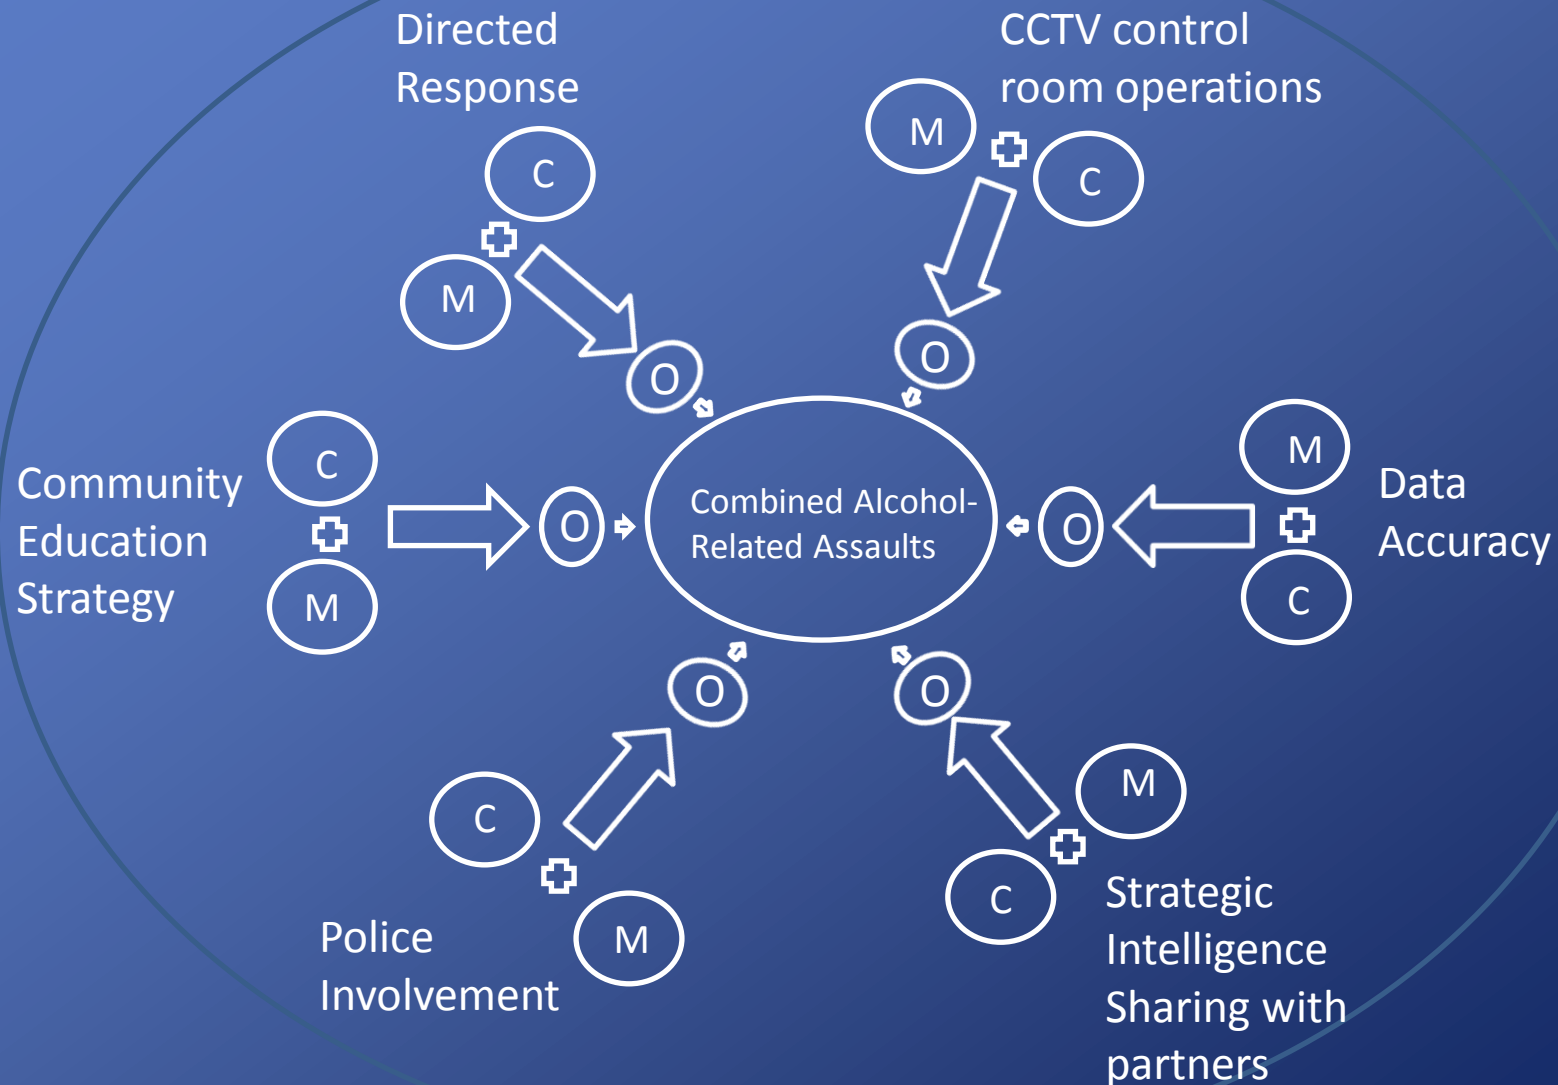 Directed
Response
CCTV control
room operations
M
C
C
M
O
O
Community
Education
Strategy
C
M
O
Combined Alcohol-
Related Assaults
O
M
C
Data
Accuracy
O
O
C
M
Police
Involvement
M
C
Strategic
Intelligence
Sharing with
partners